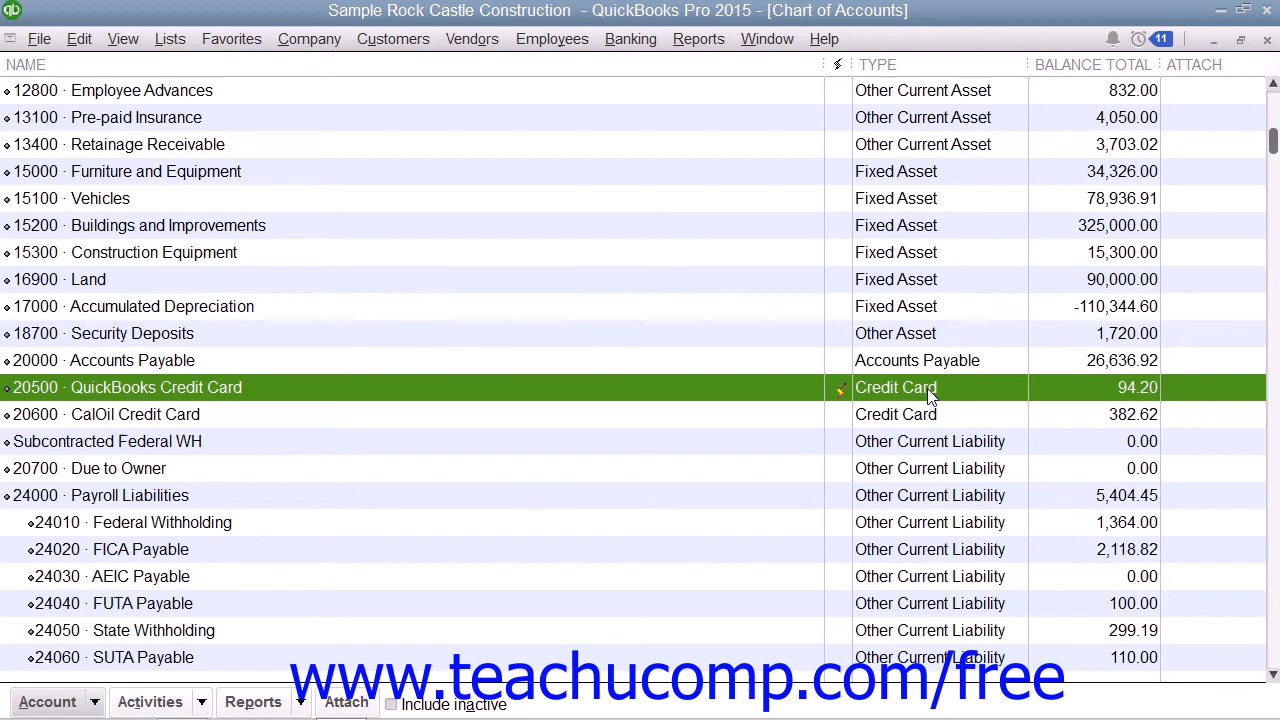 Sample Rock Castle Construction - QuickBooks Pro 2015 - [Chart of Accounts]
File Edit View Lists Favorites Company Customers Vendors Employees Banking Reports Window Help 11
NAME TYPE BALANCE TOTAL ATTACH
12800 · Employee Advances Other Current Asset 832.00
13100 · Pre-paid Insurance Other Current Asset 4,050.00
13400 · Retainage Receivable Other Current Asset 3,703.02
15000 · Furniture and Equipment Fixed Asset 34,326.00
15100 · Vehicles Fixed Asset 78,936.91
15200 · Buildings and Improvements Fixed Asset 325,000.00
15300 · Construction Equipment Fixed Asset 15,300.00
16900 · Land Fixed Asset 90,000.00
17000 · Accumulated Depreciation Fixed Asset -110,344.60
18700 · Security Deposits Other Asset 1,720.00
20000 · Accounts Payable Accounts Payable 26,636.92
20500 · QuickBooks Credit Card Credit Card 94.20
20600 · CalOil Credit Card Credit Card 382.62
Subcontracted Federal WH Other Current Liability 0.00
20700 · Due to Owner Other Current Liability 0.00
24000 · Payroll Liabilities Other Current Liability 5,404.45
24010 · Federal Withholding Other Current Liability 1,364.00
24020 · FICA Payable Other Current Liability 2,118.82
24030 · AEIC Payable Other Current Liability 0.00
24040 · FUTA Payable Other Current Liability 100.00
24050 · State Withholding Other Current Liability 299.19
24060 · SUTA Payable Other Current Liability 110.00
www.teachucomp.com/free
Account Activities Reports Attach Include inactive